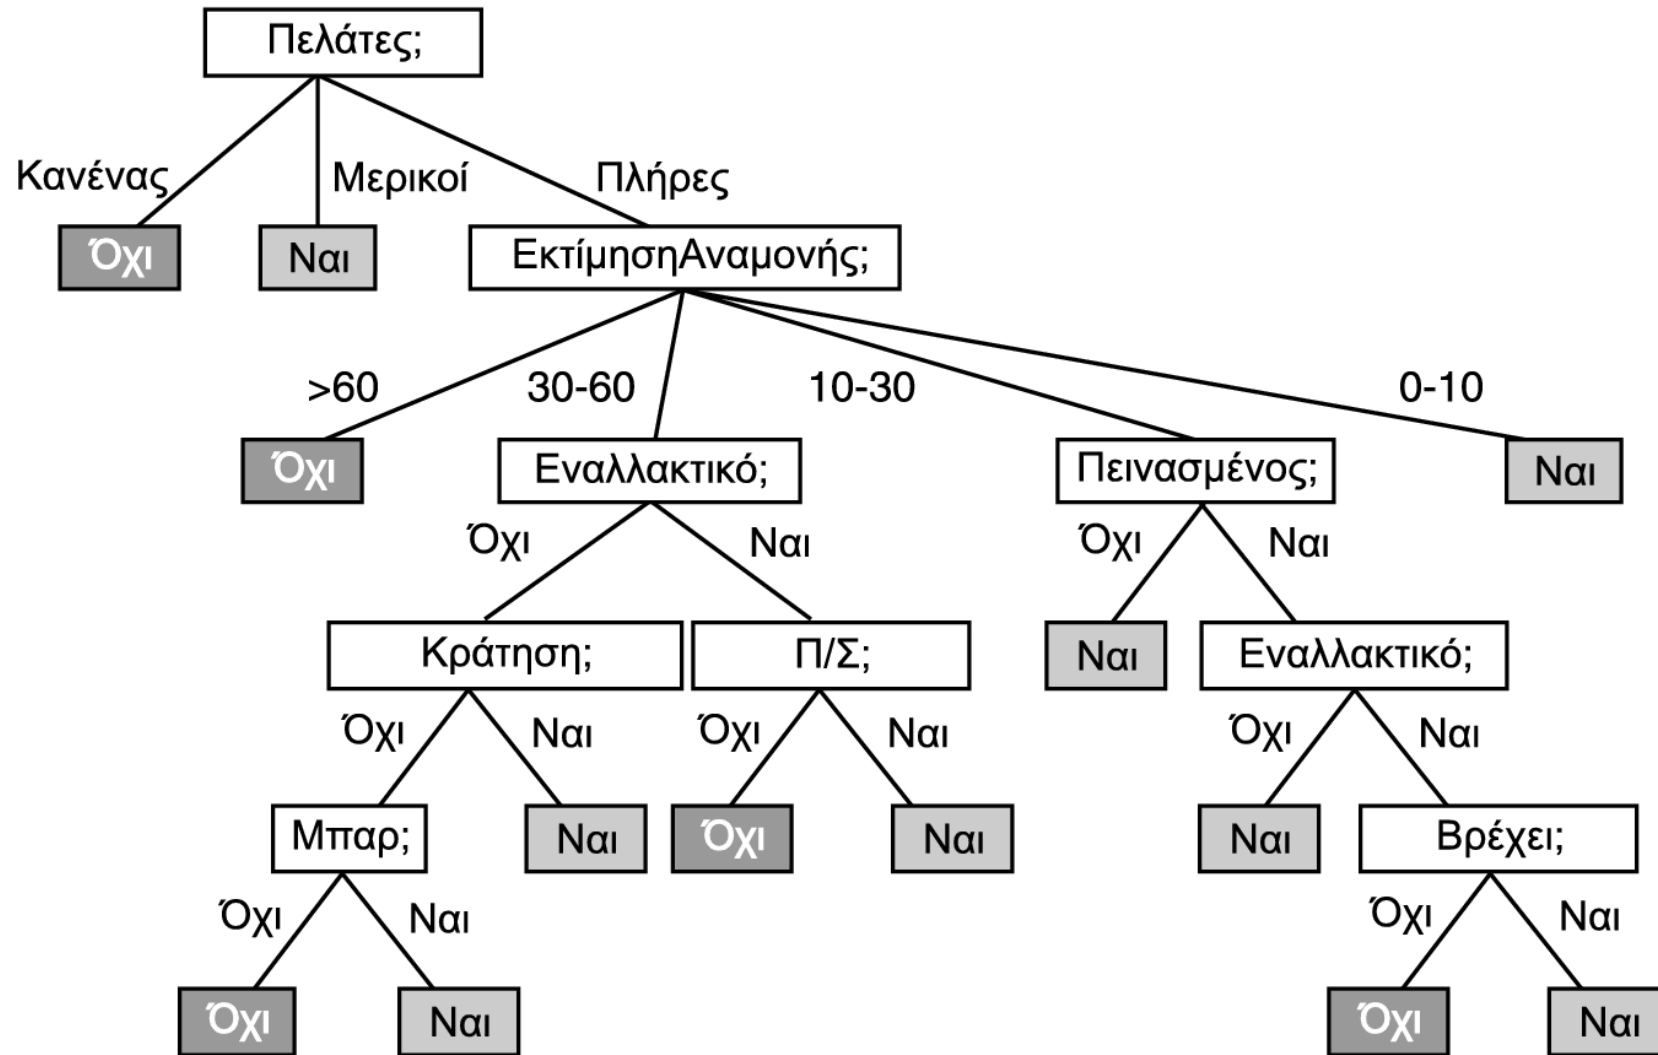 Πελάτες;
Κανένας
Μερικοί
Πλήρες
Όχι
Ναι
ΕκτίμησηΑναμονής;
>60
30-60
10-30
0-10
Όχι
Εναλλακτικό;
Πεινασμένος;
Ναι
Όχι
Ναι
Όχι
Ναι
Κράτηση;
Π/Σ;
Ναι
Εναλλακτικό;
Όχι
Ναι
Όχι
Ναι
Όχι
Ναι
Μπαρ;
Ναι
Όχι
Ναι
Ναι
Βρέχει;
Όχι
Ναι
Όχι
Ναι
Όχι
Ναι
Όχι
Ναι